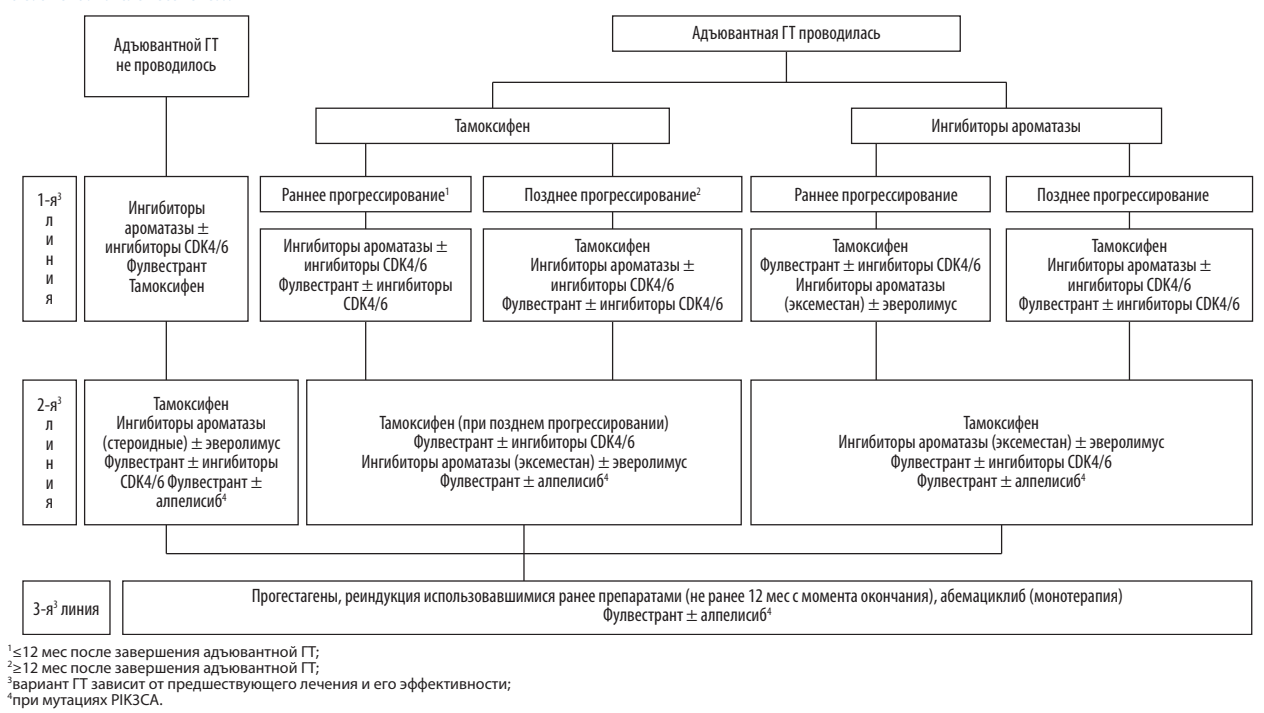 Адъювантной ГТ
не проводилось
Адъювантная ГТ проводилась
Тамоксифен
Ингибиторы ароматазы
1-я³
л
и
н
и
я
Ингибиторы
ароматазы ±
ингибиторы CDK4/6
Фулвестрант
Тамоксифен
Раннее прогрессирование¹
Ингибиторы ароматазы ±
ингибиторы CDK4/6
Фулвестрант ± ингибиторы
CDK4/6
Позднее прогрессирование²
Тамоксифен
Ингибиторы ароматазы ±
ингибиторы CDK4/6
Фулвестрант ± ингибиторы CDK4/6
Раннее прогрессирование
Тамоксифен
Фулвестрант ± ингибиторы CDK4/6
Ингибиторы ароматазы
(эксеместан) ± эверолимус
Позднее прогрессирование
Тамоксифен
Ингибиторы ароматазы ±
ингибиторы CDK4/6
Фулвестрант ± ингибиторы CDK4/6
2-я³
л
и
н
и
я
Тамоксифен
Ингибиторы ароматазы
(стероидные) ± эверолимус
Фулвестрант ± ингибиторы
CDK4/6 Фулвестрант ±
алпелисиб⁴
Тамоксифен (при позднем прогрессировании)
Фулвестрант ± ингибиторы CDK4/6
Ингибиторы ароматазы (эксеместан) ± эверолимус
Фулвестрант ± алпелисиб⁴
Тамоксифен
Ингибиторы ароматазы (эксеместан) ± эверолимус
Фулвестрант ± ингибиторы CDK4/6
Фулвестрант ± алпелисиб⁴
3-я³ линия
Прогестагены, реиндукция использовавшимися ранее препаратами (не ранее 12 мес с момента окончания), абемациклиб (монотерапия)
Фулвестрант ± алпелисиб⁴
¹≤12 мес после завершения адъювантной ГТ;
²≥12 мес после завершения адъювантной ГТ;
³вариант ГТ зависит от предшествующего лечения и его эффективности;
⁴при мутациях PIK3CA.